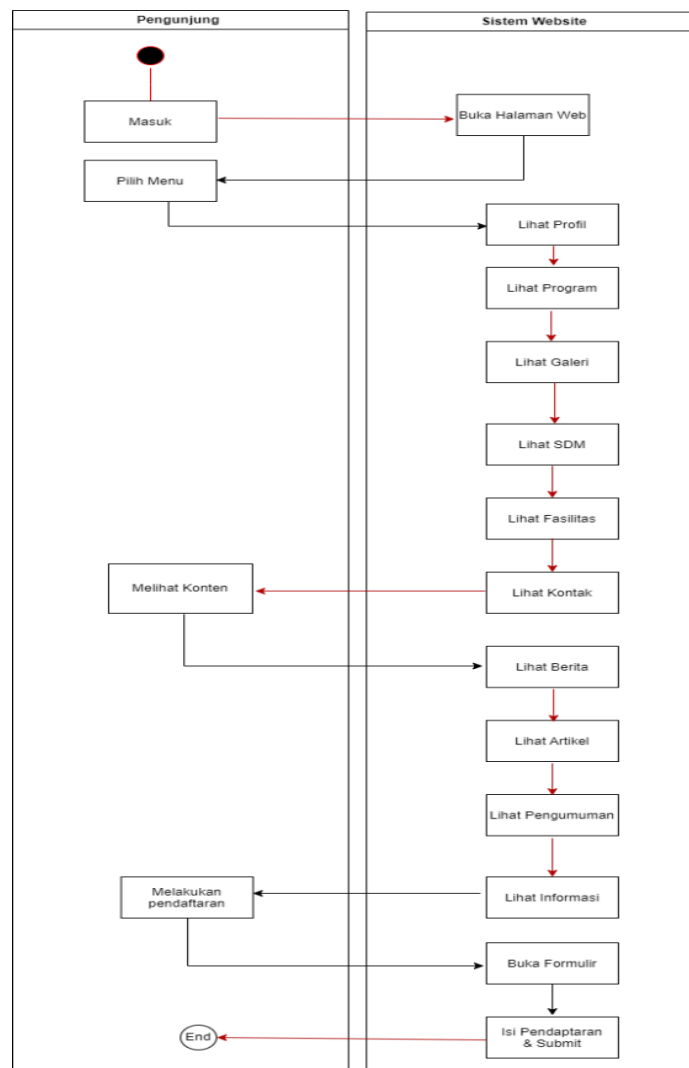 Pengunjung
Sistem Website
Masuk
Buka Halaman Web
Pilih Menu
Lihat Profil
Lihat Program
Lihat Galeri
Lihat SDM
Lihat Fasilitas
Melihat Konten
Lihat Kontak
Lihat Berita
Lihat Artikel
Lihat Pengumuman
Melakukan
pendaftaran
Lihat Informasi
Buka Formulir
End
Isi Pendaptaran
& Submit